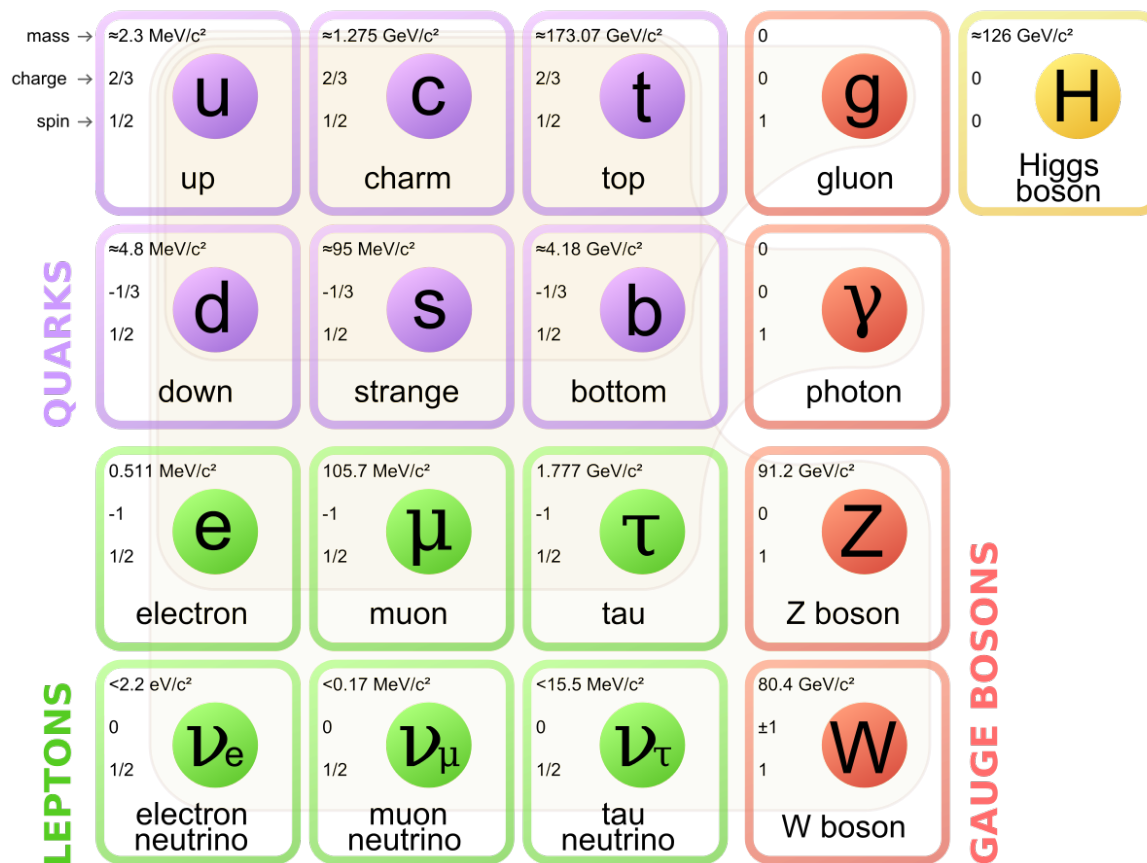 mass →
charge →
spin →
≈2.3 MeV/c²
2/3
1/2
u
up
≈1.275 GeV/c²
2/3
1/2
c
charm
≈173.07 GeV/c²
2/3
1/2
t
top
0
0
1
g
gluon
≈126 GeV/c²
0
0
H
Higgs
boson
QUARKS
≈4.8 MeV/c²
-1/3
1/2
d
down
≈95 MeV/c²
-1/3
1/2
s
strange
≈4.18 GeV/c²
-1/3
1/2
b
bottom
0
0
1
γ
photon
0.511 MeV/c²
-1
1/2
e
electron
105.7 MeV/c²
-1
1/2
μ
muon
1.777 GeV/c²
-1
1/2
τ
tau
91.2 GeV/c²
0
1
Z
Z boson
LEPTONS
<2.2 eV/c²
0
1/2
νe
electron
neutrino
<0.17 MeV/c²
0
1/2
νμ
muon
neutrino
<15.5 MeV/c²
0
1/2
ντ
tau
neutrino
80.4 GeV/c²
±1
1
W
W boson
GAUGE BOSONS